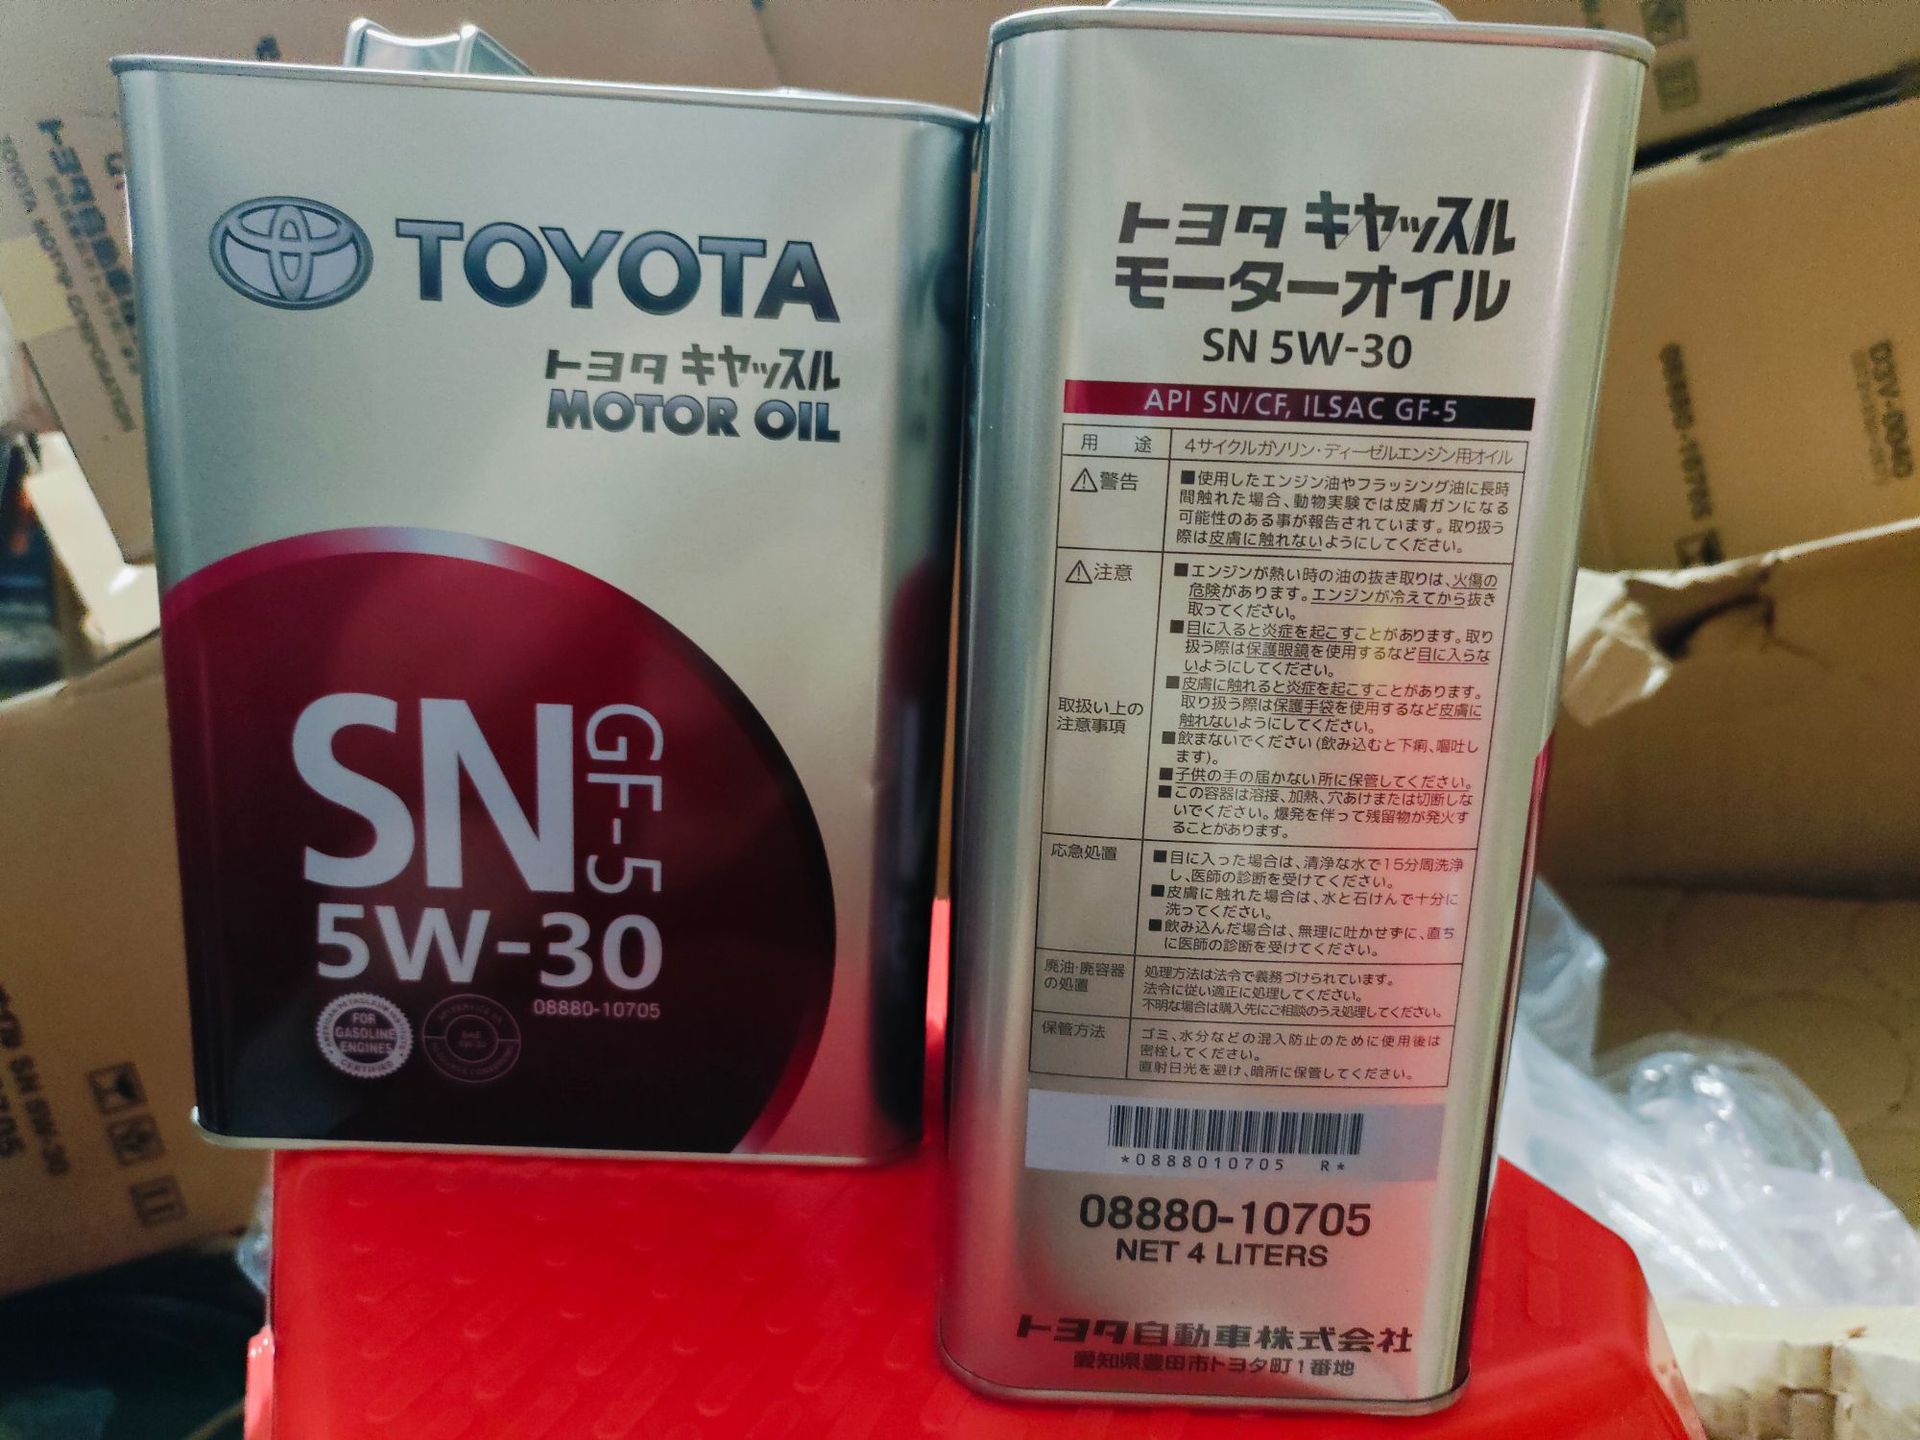 TOYOTA
トヨタ キヤッスル
MOTOR OIL
SN
GF-5
5W-30
08880-10705
FOR
GASOLINE
ENGINES
CERTIFIED
SAE
5W-30
トヨタ キヤッスル
モーターオイル
SN 5W-30
API SN/CF, ILSAC GF-5
用 途
4サイクルガソリン・ディーゼルエンジン用オイル
⚠警告
■使用したエンジン油やフラッシング油に長時
間触れた場合、動物実験では皮膚ガンになる
可能性のある事が報告されています。取り扱う
際は皮膚に触れないようにしてください。
⚠注意
取扱い上の
注意事項
■エンジンが熱い時の油の抜き取りは、火傷の
危険があります。エンジンが冷えてから抜き
取ってください。
■目に入ると炎症を起こすことがあります。取り
扱う際は保護眼鏡を使用するなど目に入らな
いようにしてください。
■皮膚に触れると炎症を起こすことがあります。
取り扱う際は保護手袋を使用するなど皮膚に
触れないようにしてください。
■飲まないでください(飲み込むと下痢、嘔吐し
ます)。
■子供の手の届かない所に保管してください。
■この容器は溶接、加熱、穴あけまたは切断しな
いでください。爆発を伴って残留物が発火す
ることがあります。
応急処置
■目に入った場合は、清浄な水で15分周洗浄
し、医師の診断を受けてください。
■皮膚に触れた場合は、水と石けんで十分に
洗ってください。
■飲み込んだ場合は、無理に吐かせずに、直ち
に医師の診断を受けてください。
廃油・廃容器
の処置
処理方法は法令で義務づけられています。
法令に従い適正に処理してください。
不明な場合は購入先にご相談のうえ処理してください。
保管方法
ゴミ、水分などの混入防止のために使用後は
密栓してください。
直射日光を避け、暗所に保管してください。
*0888010705 R*
08880-10705
NET 4 LITERS
トヨタ自動車株式会社
愛知県豊田市トヨタ町1番地
TOYOTA MOTOR CORPORATION
SN 5W-30
08880-10705
D3V-0040